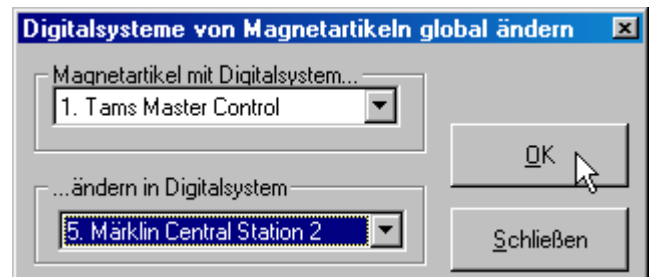 Digitalsysteme von Magnetartikeln global ändern
Magnetartikel mit Digitalsystem...
1. Tams Master Control
OK
...ändern in Digitalsystem
5. Märklin Central Station 2
Schließen